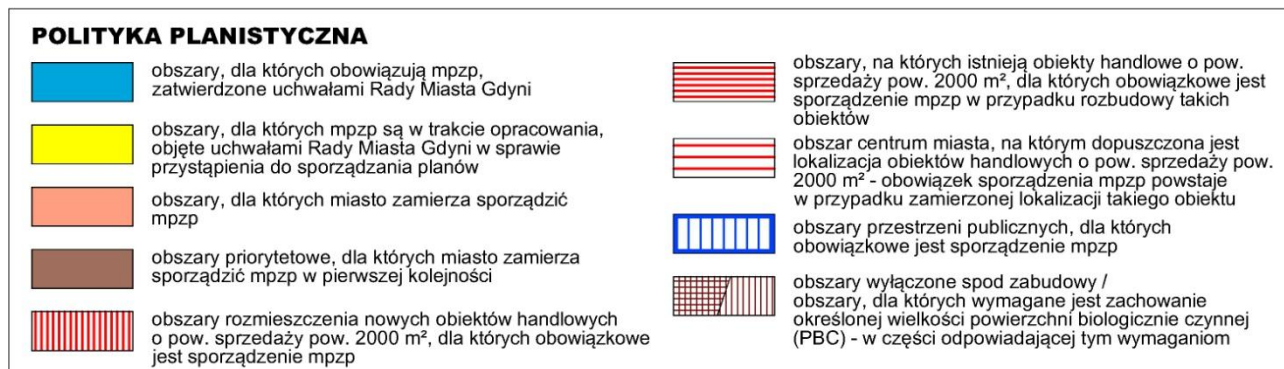 POLITYKA PLANISTYCZNA
obszary, dla których obowiązują mpzp,
zatwierdzone uchwałami Rady Miasta Gdyni
obszary, dla których mpzp są w trakcie opracowania,
objęte uchwałami Rady Miasta Gdyni w sprawie
przystąpienia do sporządzania planów
obszary, dla których miasto zamierza sporządzić
mpzp
obszary priorytetowe, dla których miasto zamierza
sporządzić mpzp w pierwszej kolejności
obszary rozmieszczenia nowych obiektów handlowych
o pow. sprzedaży pow. 2000 m², dla których obowiązkowe
jest sporządzenie mpzp
obszary, na których istnieją obiekty handlowe o pow.
sprzedaży pow. 2000 m², dla których obowiązkowe jest
sporządzenie mpzp w przypadku rozbudowy takich
obiektów
obszar centrum miasta, na którym dopuszczona jest
lokalizacja obiektów handlowych o pow. sprzedaży pow.
2000 m² - obowiązek sporządzenia mpzp powstaje
w przypadku zamierzonej lokalizacji takiego obiektu
obszary przestrzeni publicznych, dla których
obowiązkowe jest sporządzenie mpzp
obszary wyłączone spod zabudowy /
obszary, dla których wymagane jest zachowanie
określonej wielkości powierzchni biologicznie czynnej
(PBC) - w części odpowiadającej tym wymaganiom